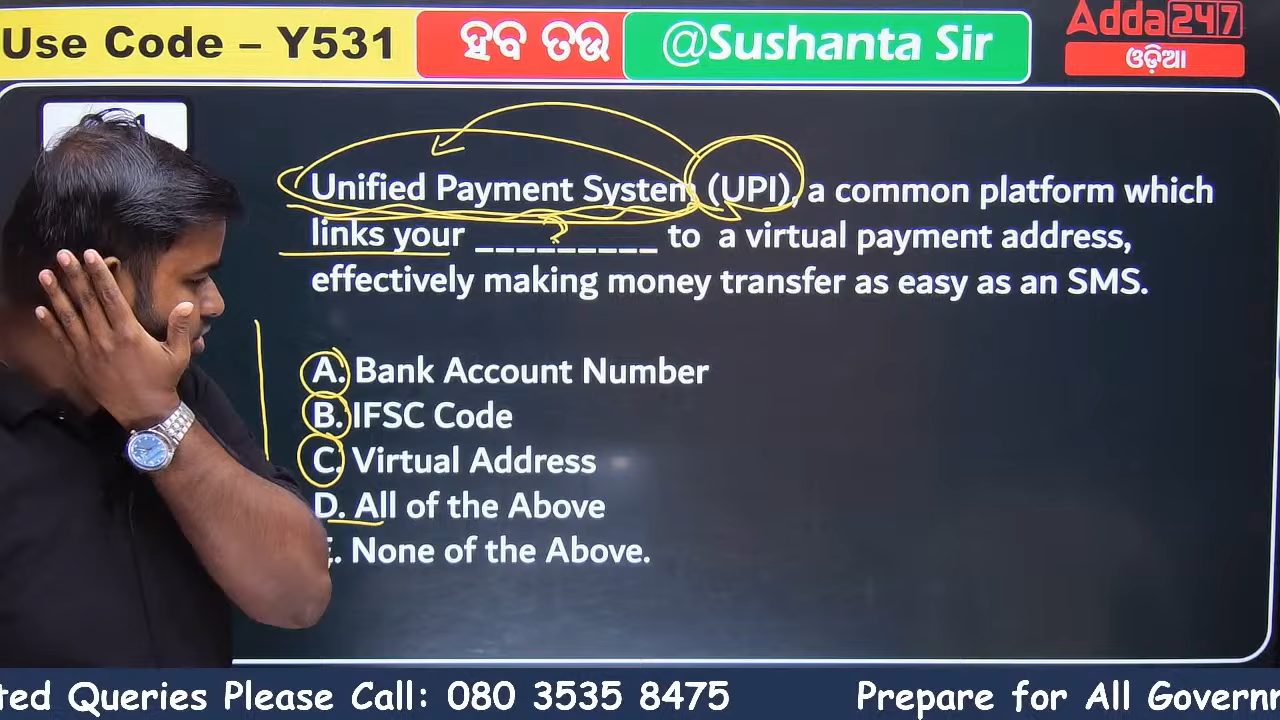 Use Code – Y531
ହବ ତଉ
@Sushanta Sir
Adda247
ଓଡ଼ିଆ
Unified Payment System (UPI), a common platform which
links your _________ to a virtual payment address,
?
effectively making money transfer as easy as an SMS.
A. Bank Account Number
B. IFSC Code
C. Virtual Address
D. All of the Above
E. None of the Above.
ted Queries Please Call: 080 3535 8475
Prepare for All Governm